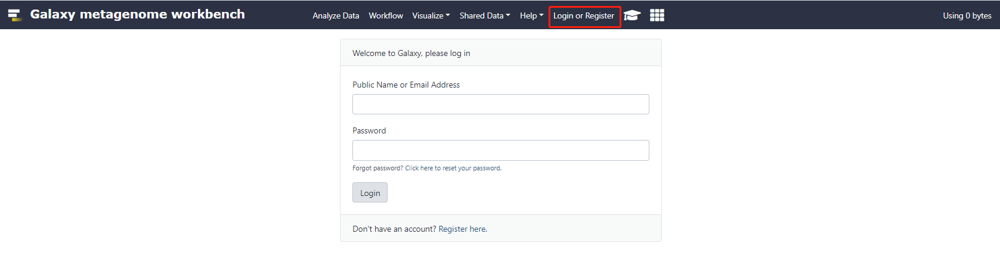 Galaxy metagenome workbench
Analyze Data Workflow Visualize Shared Data Help Login or Register Using 0 bytes
Welcome to Galaxy, please log in
Public Name or Email Address
Password
Forgot password? Click here to reset your password.
Login
Don't have an account? Register here.